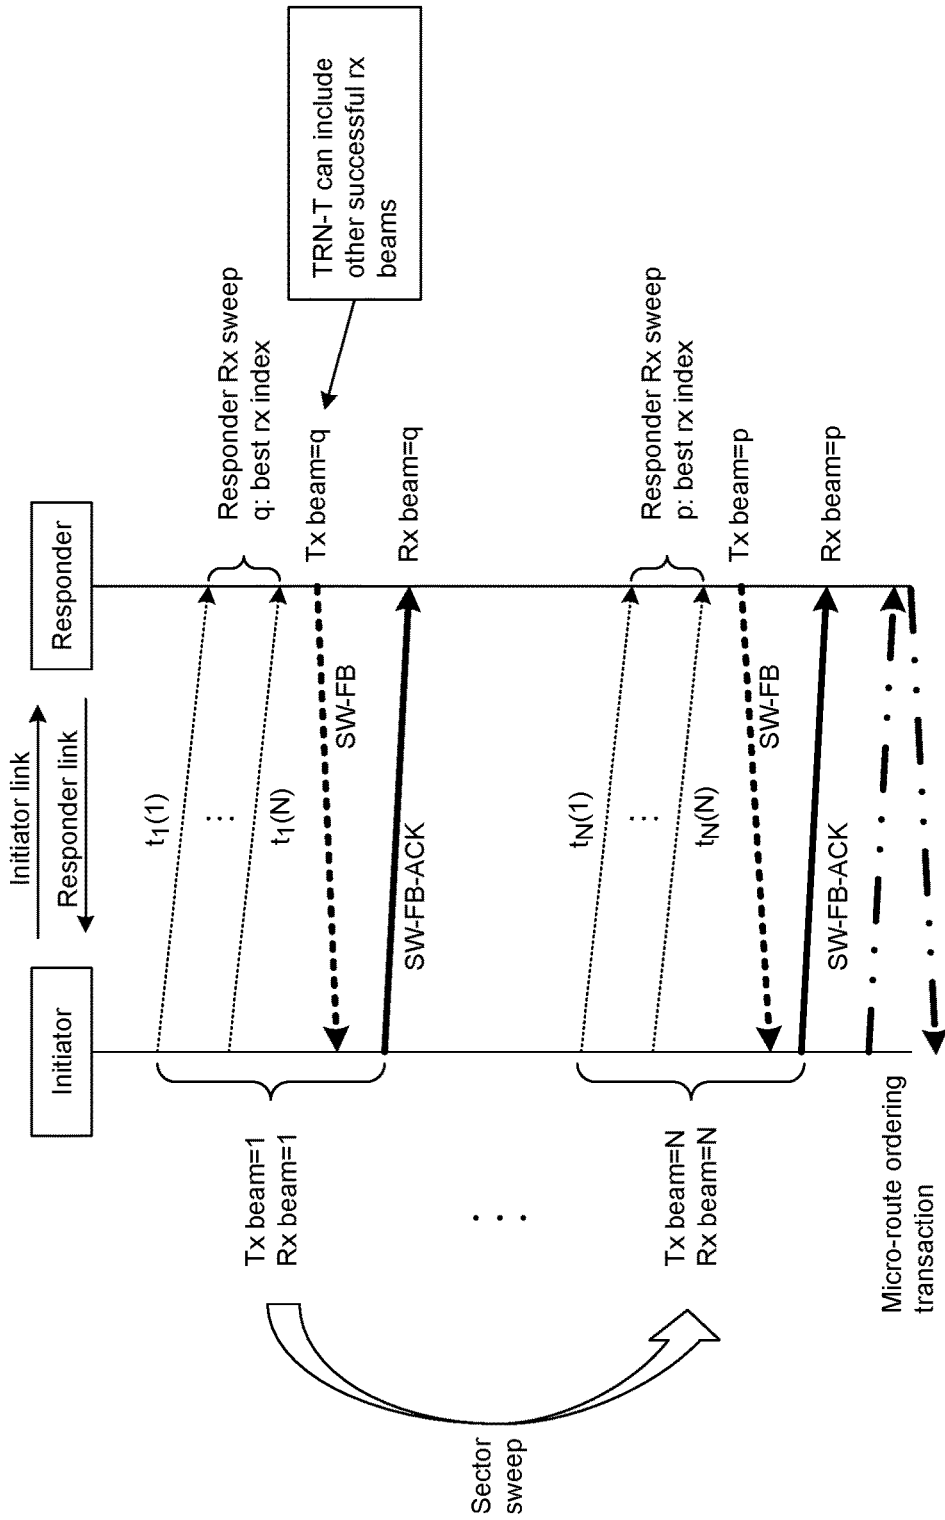 Initiator link
Responder link
Initiator
Responder
t1(1)
...
t1(N)
Responder Rx sweep
q: best rx index
TRN-T can include
other successful rx
beams
Tx beam=1
Rx beam=1
Tx beam=q
SW-FB
SW-FB-ACK
Rx beam=q
Sector
sweep
...
tN(1)
...
tN(N)
Responder Rx sweep
p: best rx index
Tx beam=N
Rx beam=N
Tx beam=p
SW-FB
SW-FB-ACK
Rx beam=p
Micro-route ordering
transaction